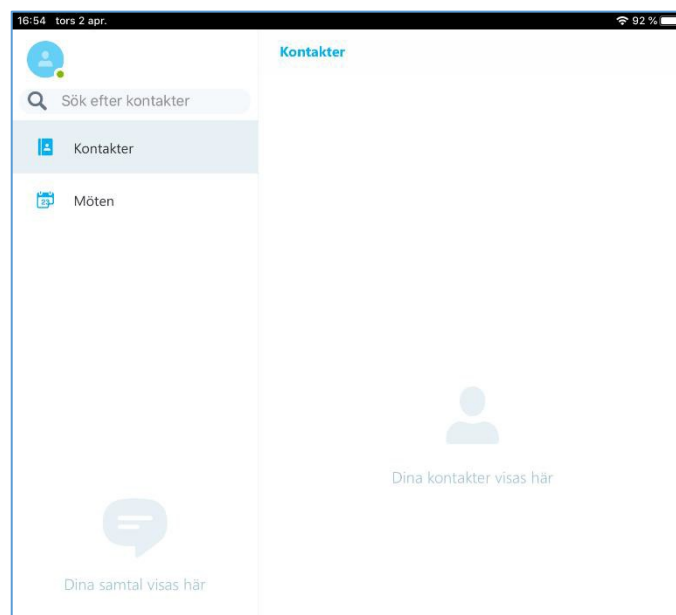 16:54 tors 2 apr.
92 %
Kontakter
Sök efter kontakter
Kontakter
23
Möten
Dina kontakter visas här
Dina samtal visas här